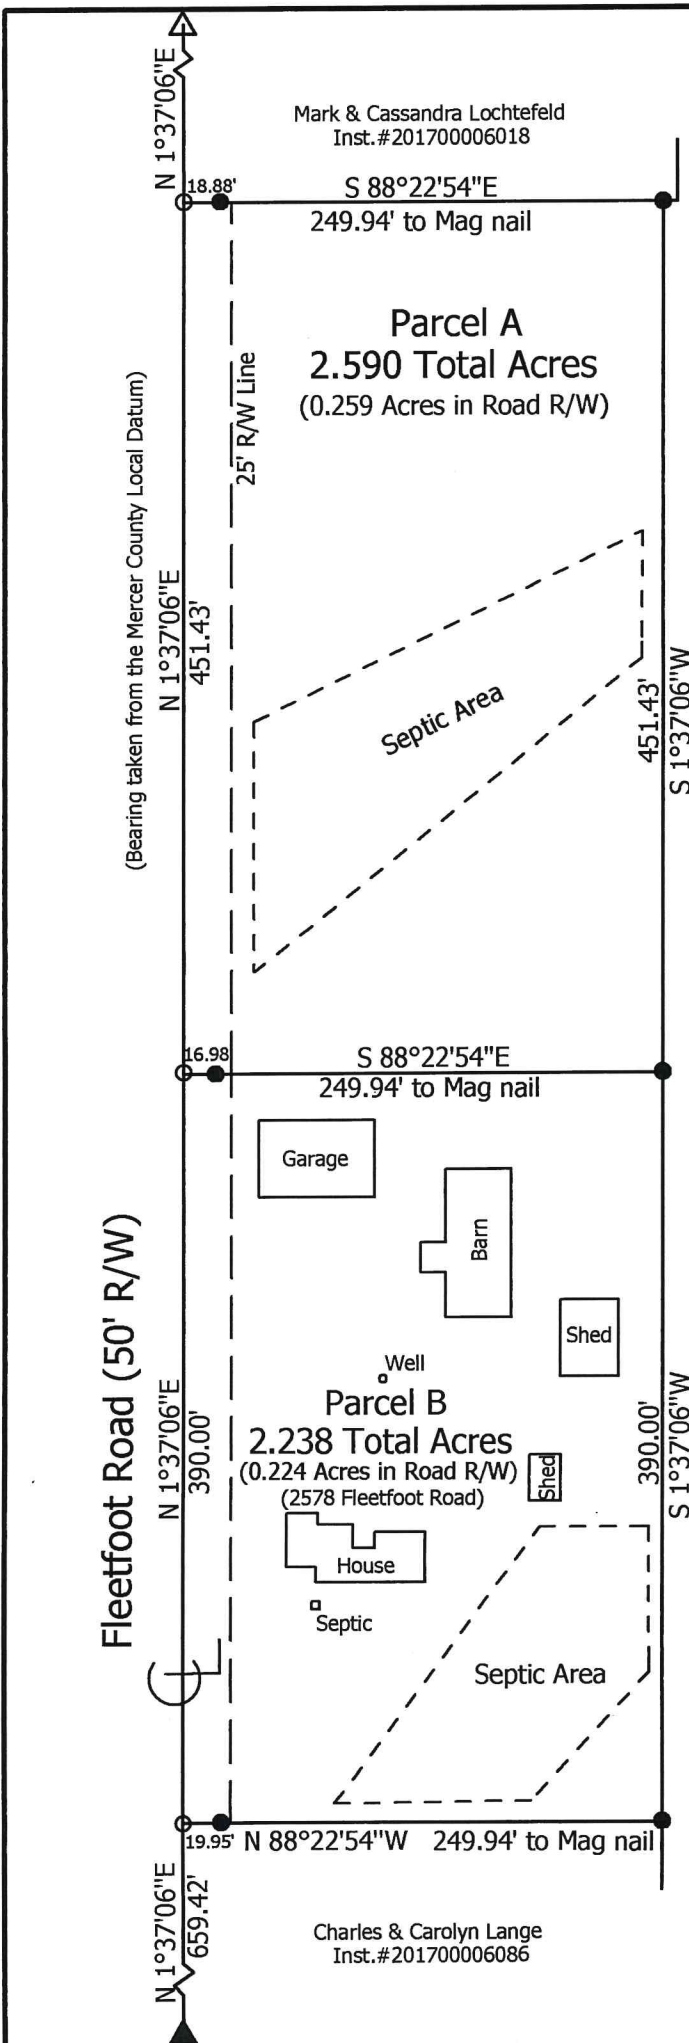 N 1°37'06"E
Mark & Cassandra Lochtefeld
Inst.#201700006018
18.88'
S 88°22'54"E
249.94' to Mag nail
Parcel A
2.590 Total Acres
(0.259 Acres in Road R/W)
25' R/W Line
(Bearing taken from the Mercer County Local Datum)
N 1°37'06"E
451.43'
Septic Area
451.43'
S 1°37'06"W
16.98
S 88°22'54"E
249.94' to Mag nail
Garage
Barn
Shed
Well
Fleetfoot Road (50' R/W)
N 1°37'06"E
390.00'
Parcel B
2.238 Total Acres
(0.224 Acres in Road R/W)
(2578 Fleetfoot Road)
Shed
390.00'
S 1°37'06"W
House
Septic
Septic Area
19.95'
N 88°22'54"W 249.94' to Mag nail
N 1°37'06"E
659.42'
Charles & Carolyn Lange
Inst.#201700006086